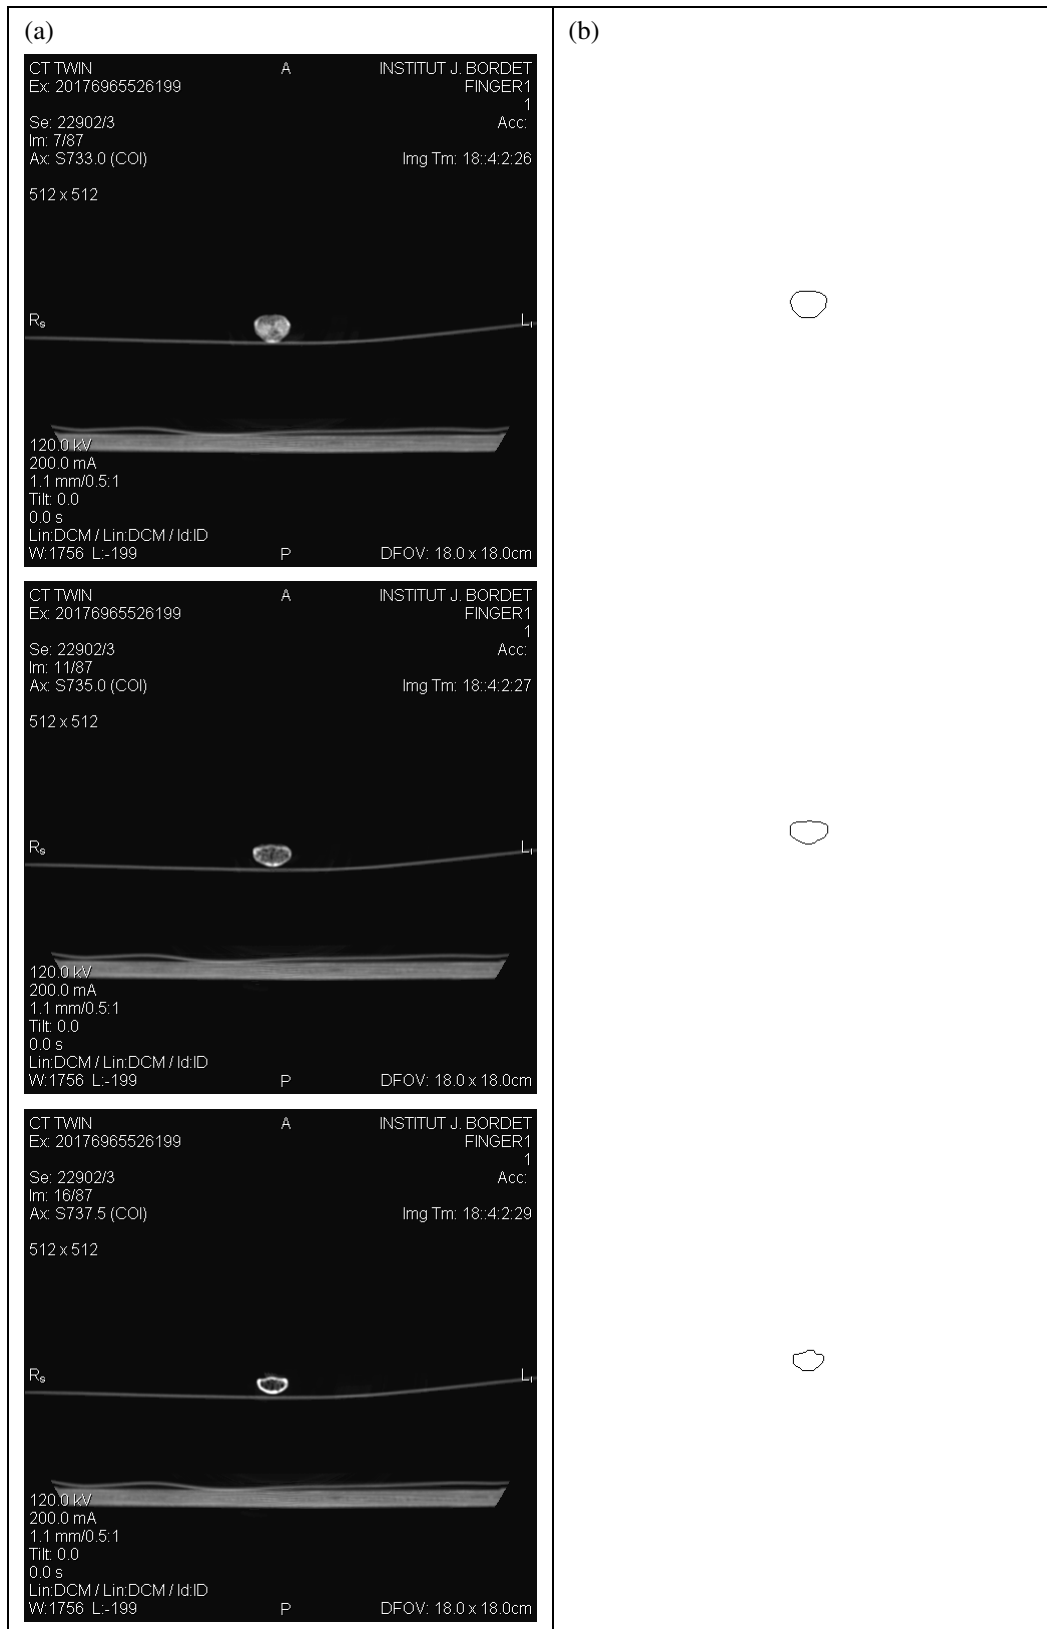 (a)
(b)
CT TWIN
A
INSTITUT J. BORDET
Ex: 20176965526199
FINGER1
1
Se: 22902/3
Acc:
Im: 7/87
Ax: S733.0 (COI)
Img Tm: 18::4:2:26
512 x 512
Rs
LI
120.0 kV
200.0 mA
1.1 mm/0.5:1
Tilt: 0.0
0.0 s
Lin:DCM / Lin:DCM / Id:ID
W:1756 L:-199
P
DFOV: 18.0 x 18.0cm
CT TWIN
A
INSTITUT J. BORDET
Ex: 20176965526199
FINGER1
1
Se: 22902/3
Acc:
Im: 11/87
Ax: S735.0 (COI)
Img Tm: 18::4:2:27
512 x 512
Rs
LI
120.0 kV
200.0 mA
1.1 mm/0.5:1
Tilt: 0.0
0.0 s
Lin:DCM / Lin:DCM / Id:ID
W:1756 L:-199
P
DFOV: 18.0 x 18.0cm
CT TWIN
A
INSTITUT J. BORDET
Ex: 20176965526199
FINGER1
1
Se: 22902/3
Acc:
Im: 16/87
Ax: S737.5 (COI)
Img Tm: 18::4:2:29
512 x 512
Rs
LI
120.0 kV
200.0 mA
1.1 mm/0.5:1
Tilt: 0.0
0.0 s
Lin:DCM / Lin:DCM / Id:ID
W:1756 L:-199
P
DFOV: 18.0 x 18.0cm